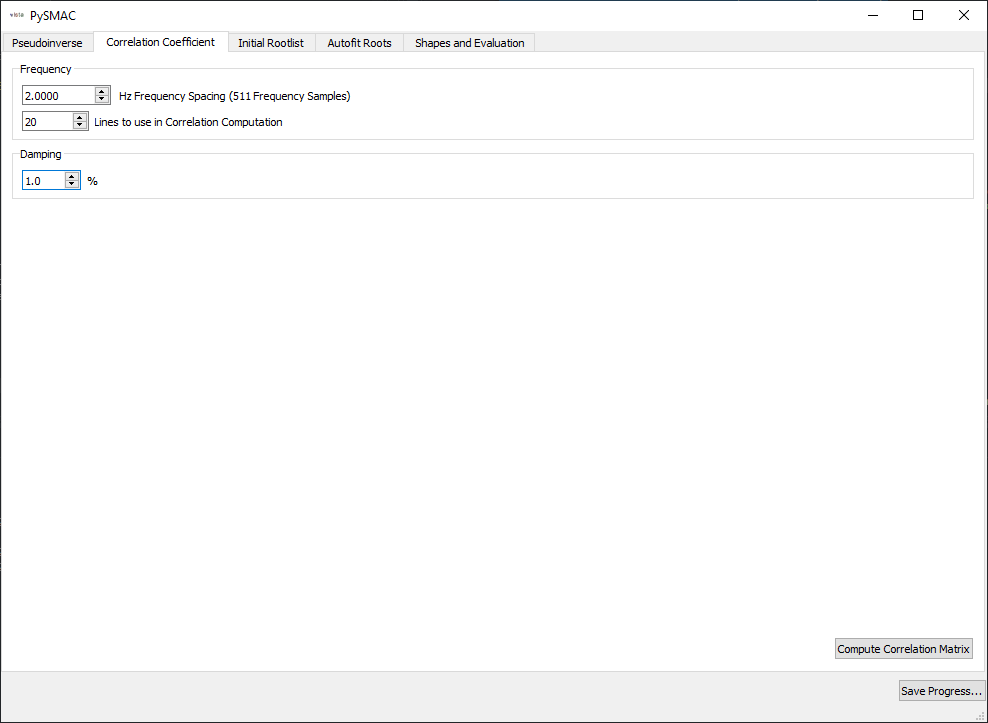 PySMAC
Pseudoinverse Correlation Coefficient Initial Rootlist Autofit Roots Shapes and Evaluation
Frequency
2.0000 Hz Frequency Spacing (511 Frequency Samples)
20 Lines to use in Correlation Computation
Damping
1.0 %
Compute Correlation Matrix
Save Progress...